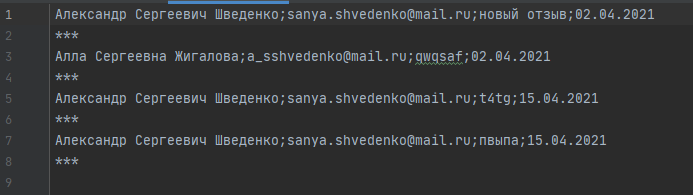 1 Александр Сергеевич Шведенко;sanya.shvedenko@mail.ru;новый отзыв;02.04.2021
2 ***
3 Алла Сергеевна Жигалова;a_sshvedenko@mail.ru;qwgsaf;02.04.2021
4 ***
5 Александр Сергеевич Шведенко;sanya.shvedenko@mail.ru;t4tg;15.04.2021
6 ***
7 Александр Сергеевич Шведенко;sanya.shvedenko@mail.ru;пвыпа;15.04.2021
8 ***
9